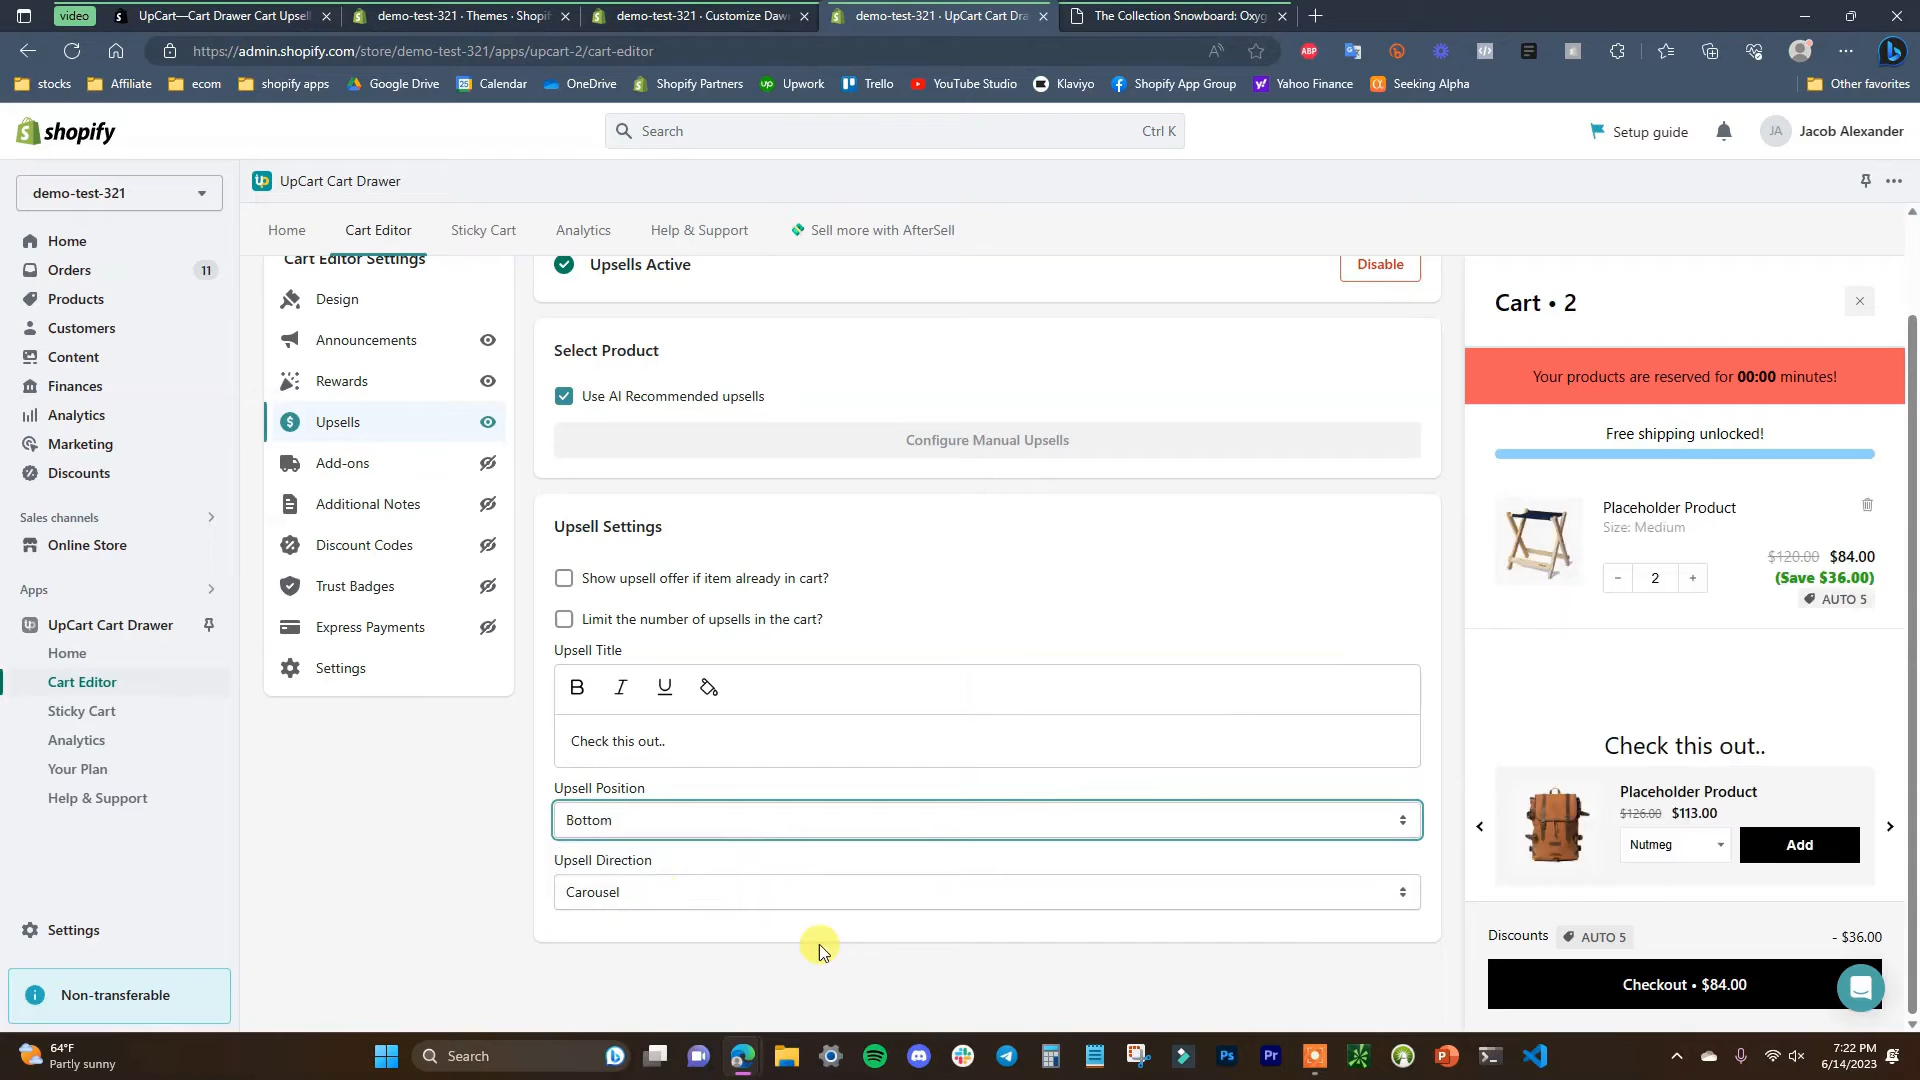 video
UpCart—Cart Drawer Cart Upsell
demo-test-321 · Themes · Shopif
demo-test-321 · Customize Daw
demo-test-321 · UpCart Cart Dra
The Collection Snowboard: Oxyg
https://admin.shopify.com/store/demo-test-321/apps/upcart-2/cart-editor
ABP
stocks
Affiliate
ecom
shopify apps
Google Drive
Calendar
OneDrive
Shopify Partners
Upwork
Trello
YouTube Studio
Klaviyo
Shopify App Group
Yahoo Finance
Seeking Alpha
Other favorites
shopify
Search
Ctrl K
Setup guide
JA
Jacob Alexander
demo-test-321
UpCart Cart Drawer
Home
Cart Editor
Sticky Cart
Analytics
Help & Support
Sell more with AfterSell
Home
Orders
11
Products
Customers
Content
Finances
Analytics
Marketing
Discounts
Sales channels
Online Store
Apps
UpCart Cart Drawer
Home
Cart Editor
Sticky Cart
Analytics
Your Plan
Help & Support
Settings
Non-transferable
Cart Editor Settings
Design
Announcements
Rewards
Upsells
Add-ons
Additional Notes
Discount Codes
Trust Badges
Express Payments
Settings
Upsells Active
Disable
Select Product
Use AI Recommended upsells
Configure Manual Upsells
Upsell Settings
Show upsell offer if item already in cart?
Limit the number of upsells in the cart?
Upsell Title
B I U
Check this out..
Upsell Position
Bottom
Upsell Direction
Carousel
Cart • 2
Your products are reserved for 00:00 minutes!
Free shipping unlocked!
Placeholder Product
Size: Medium
$120.00 $84.00
(Save $36.00)
AUTO 5
- 2 +
Check this out..
Placeholder Product
$126.00 $113.00
Nutmeg
Add
Discounts
AUTO 5
- $36.00
Checkout • $84.00
64°F
Partly sunny
Search
Ps
Pr
7:22 PM
6/14/2023